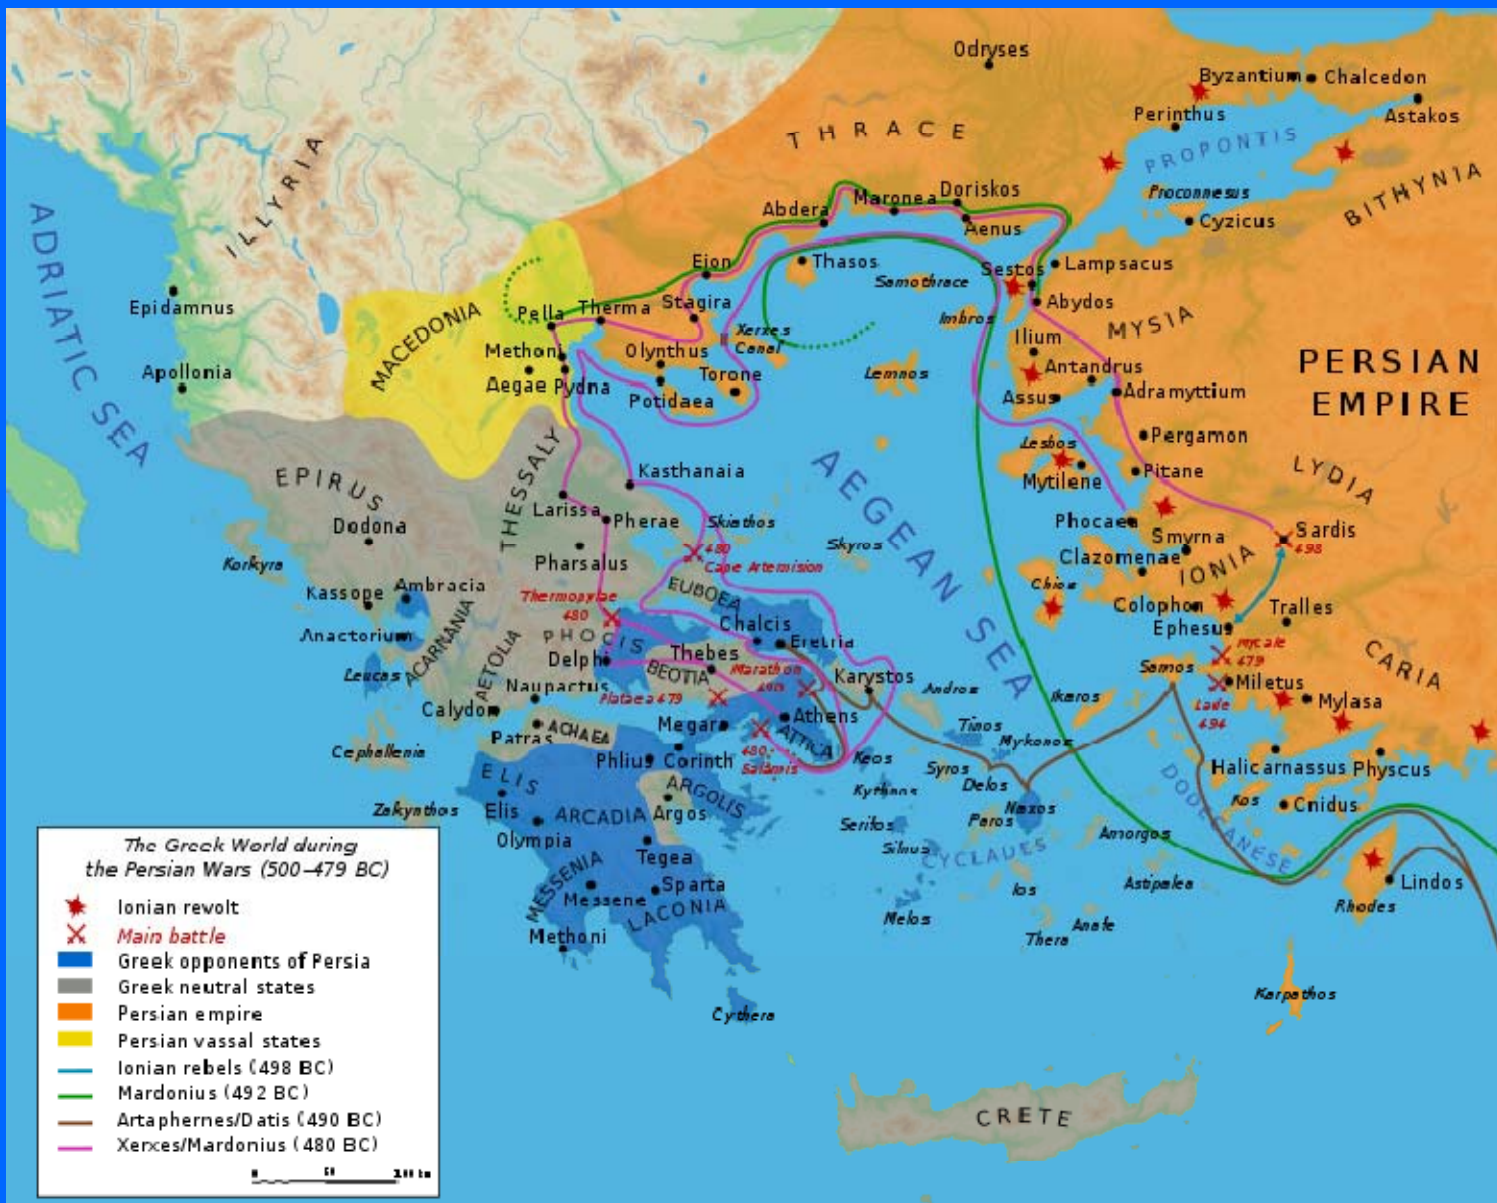 Odryses
Byzantium
Chalcedon
Perinthus
Astakos
THRACE
PROPONTIS
ILLYRIA
BITHYNIA
Proconnesus
Doriskos
Maronea
Abdera
Cyzicus
Aenus
ADRIATIC SEA
Eion
Thasos
Sestos
Lampsacus
Samothrace
Epidamnus
Stagira
Therma
Pella
Abydos
MACEDONIA
Imbros
MYSIA
Xerxes
Canal
Ilium
Methoni
Olynthus
PERSIAN
EMPIRE
Apollonia
Aegae
Pydna
Torone
Lemnos
Antandrus
Assus
Adramyttium
Potidaea
Lesbos
Pergamon
THESSALY
AEGEAN SEA
EPIRUS
Kasthanaia
Pitane
LYDIA
Mytilene
Larissa
Pherae
Skiathos
Phocaea
Dodona
Sardis
498
Smyrna
Skyros
480
Cape Artemision
Pharsalus
Clazomenae
IONIA
Korkyra
Kassope
Ambracia
Thermopylae
480
EUBOEA
Chios
Colophon
Tralles
Ephesus
Anactorium
ACARNANIA
AETOLIA
PHOCIS
Chalcis
Eretria
Mycale
479
CARIA
Delphi
Thebes
BEOTIA
Marathon
Karystos
Samos
Leucas
Naupactus
Plataea 479
Andros
Ikaros
Miletus
Lade
494
Mylasa
Calydon
ACHAEA
Megara
Athens
ATTICA
Tinos
Mykonos
Patras
Cephallenia
Phlius
Corinth
480
Salamis
Keos
Syros
Delos
Halicarnassus
Physcus
ELIS
ARGOLIS
Kythnos
DODECANESE
Kos
Cnidus
Zakynthos
Elis
ARCADIA
Argos
Serifos
Paros
Naxos
Amorgos
Olympia
Tegea
CYCLADES
MESSENIA
Messene
Sparta
LACONIA
Ios
Astipalea
Lindos
Rhodes
Melos
Methoni
Thera
Anafe
Cythera
Karpathos
CRETE
The Greek World during
the Persian Wars (500–479 BC)
Ionian revolt
Main battle
Greek opponents of Persia
Greek neutral states
Persian empire
Persian vassal states
Ionian rebels (498 BC)
Mardonius (492 BC)
Artaphernes/Datis (490 BC)
Xerxes/Mardonius (480 BC)